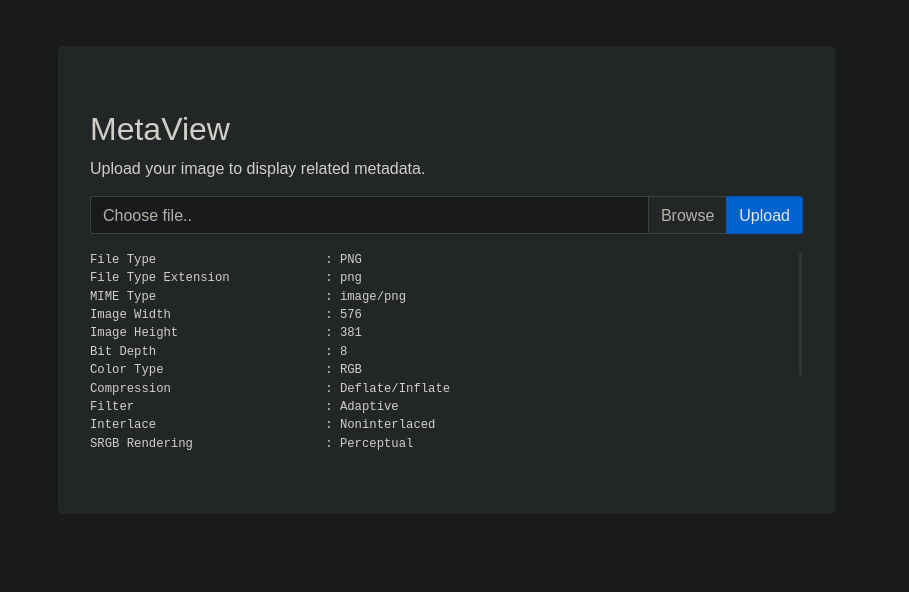 MetaView
Upload your image to display related metadata.
Choose file.. Browse Upload
File Type : PNG
File Type Extension : png
MIME Type : image/png
Image Width : 576
Image Height : 381
Bit Depth : 8
Color Type : RGB
Compression : Deflate/Inflate
Filter : Adaptive
Interlace : Noninterlaced
SRGB Rendering : Perceptual